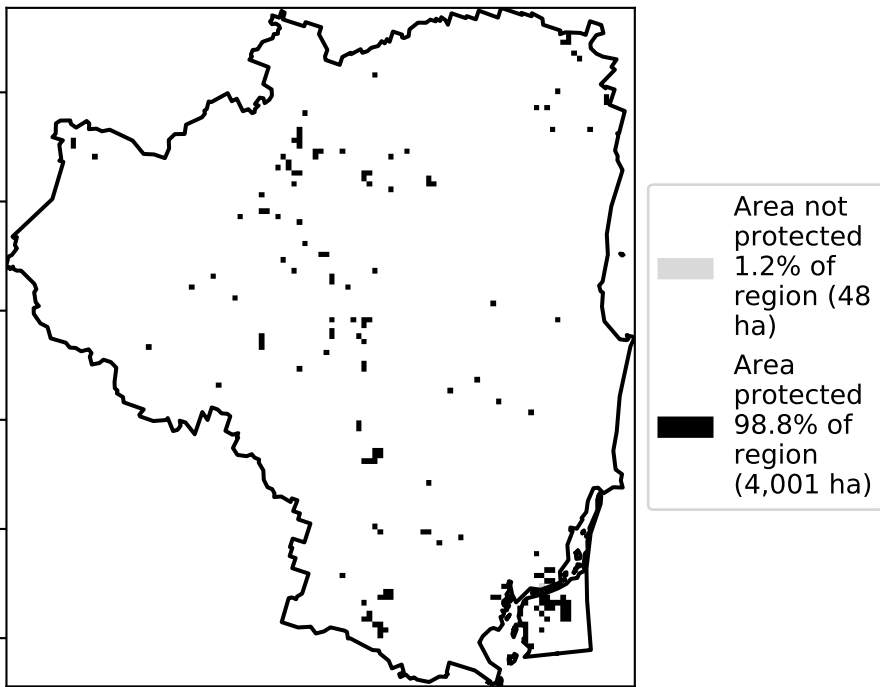 Area not
protected
1.2% of
region (48
ha)
Area
protected
98.8% of
region
(4,001 ha)